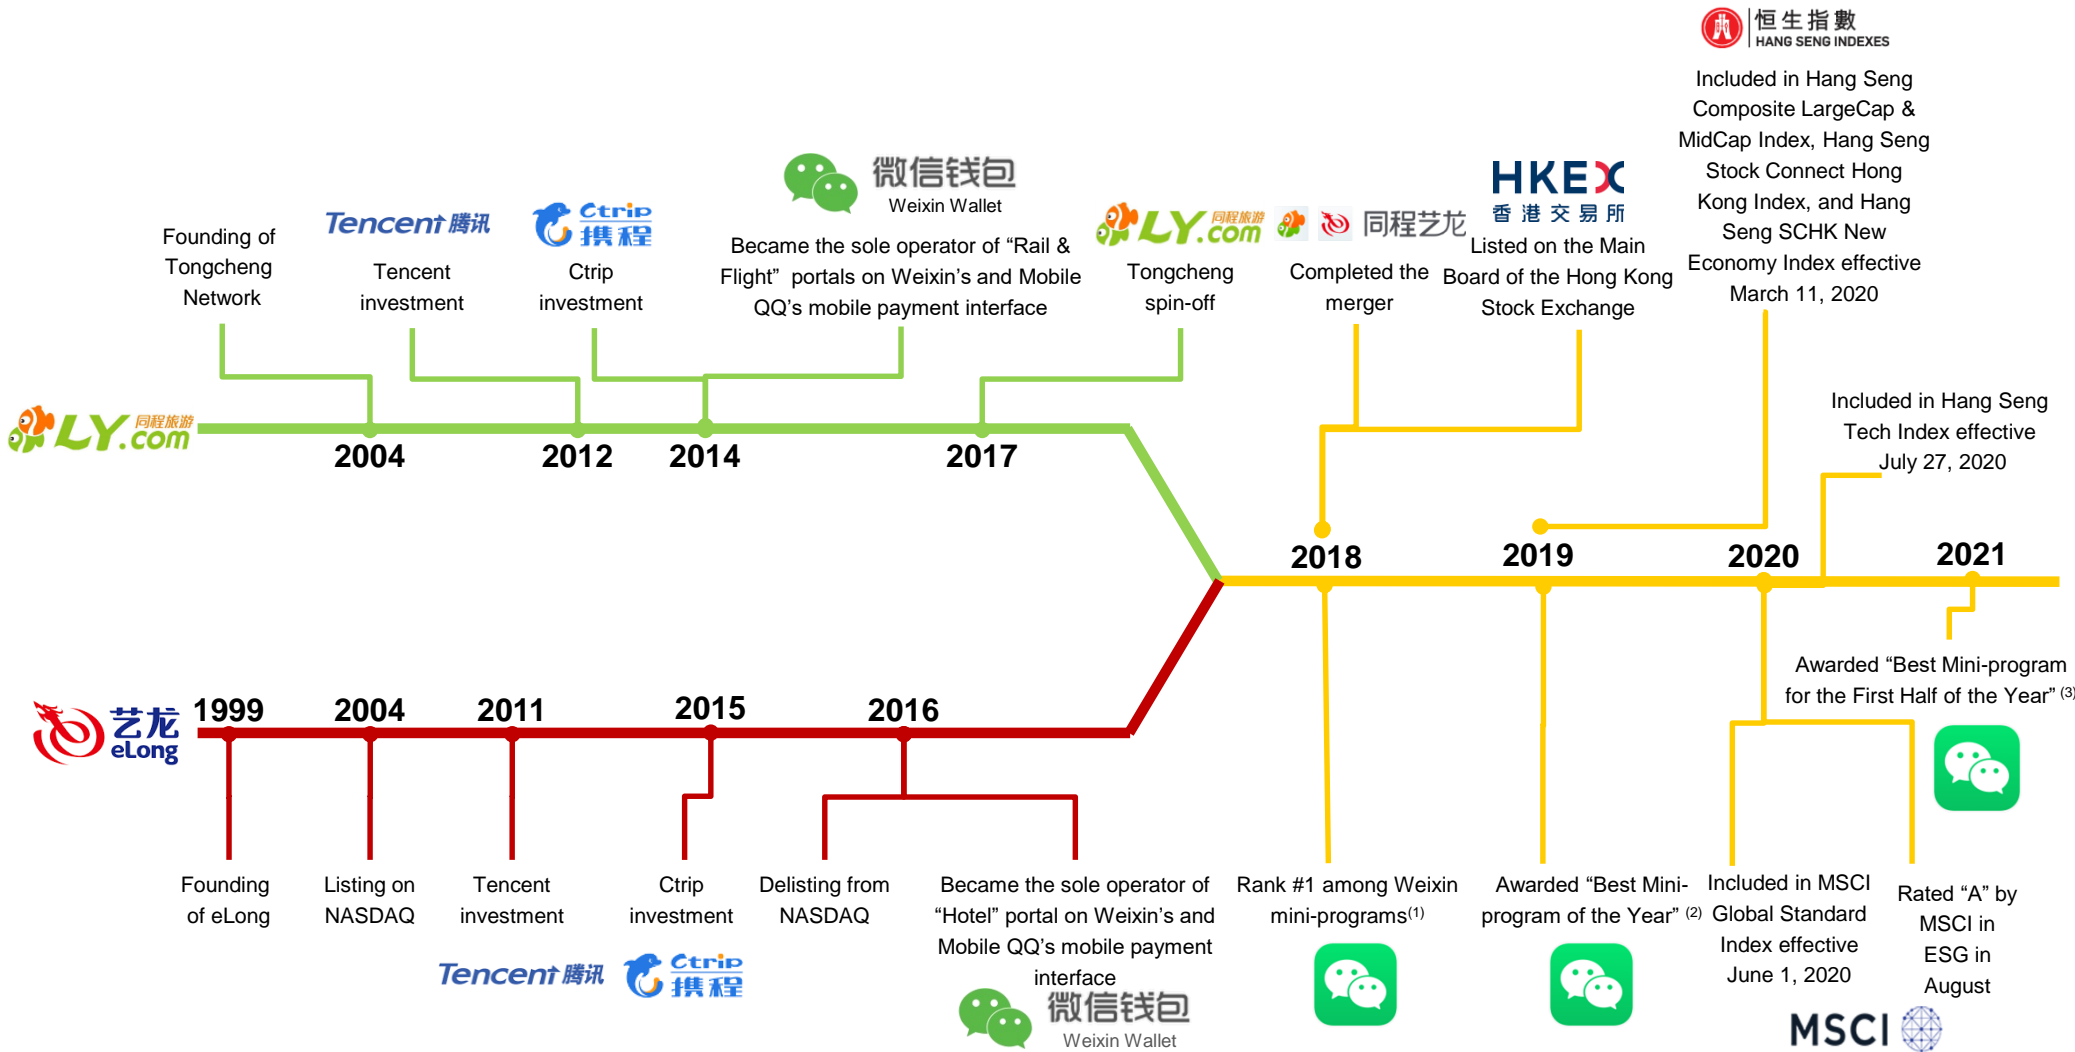 恒生指數
HANG SENG INDEXES
Included in Hang Seng
Composite LargeCap &
MidCap Index, Hang Seng
Stock Connect Hong
Kong Index, and Hang
Seng SCHK New
Economy Index effective
March 11, 2020
Founding of
Tongcheng
Network
Tencent 腾讯
Tencent
investment
Ctrip
携程
Ctrip
investment
微信钱包
Weixin Wallet
Became the sole operator of “Rail &
Flight” portals on Weixin’s and Mobile
QQ’s mobile payment interface
LY.com 同程旅游
Tongcheng
spin-off
同程艺龙
Completed the
merger
HKEX
香港交易所
Listed on the Main
Board of the Hong Kong
Stock Exchange
Included in Hang Seng
Tech Index effective
July 27, 2020
LY.com 同程旅游
2004
2012
2014
2017
2018
2019
2020
2021
Awarded “Best Mini-program
for the First Half of the Year” (3)
艺龙
eLong
1999
2004
2011
2015
2016
Founding
of eLong
Listing on
NASDAQ
Tencent
investment
Tencent 腾讯
Ctrip
investment
Ctrip
携程
Delisting from
NASDAQ
Became the sole operator of
“Hotel” portal on Weixin’s and
Mobile QQ’s mobile payment
interface
微信钱包
Weixin Wallet
Rank #1 among Weixin
mini-programs(1)
Awarded “Best Mini-
program of the Year” (2)
Included in MSCI
Global Standard
Index effective
June 1, 2020
Rated “A” by
MSCI in
ESG in
August
MSCI